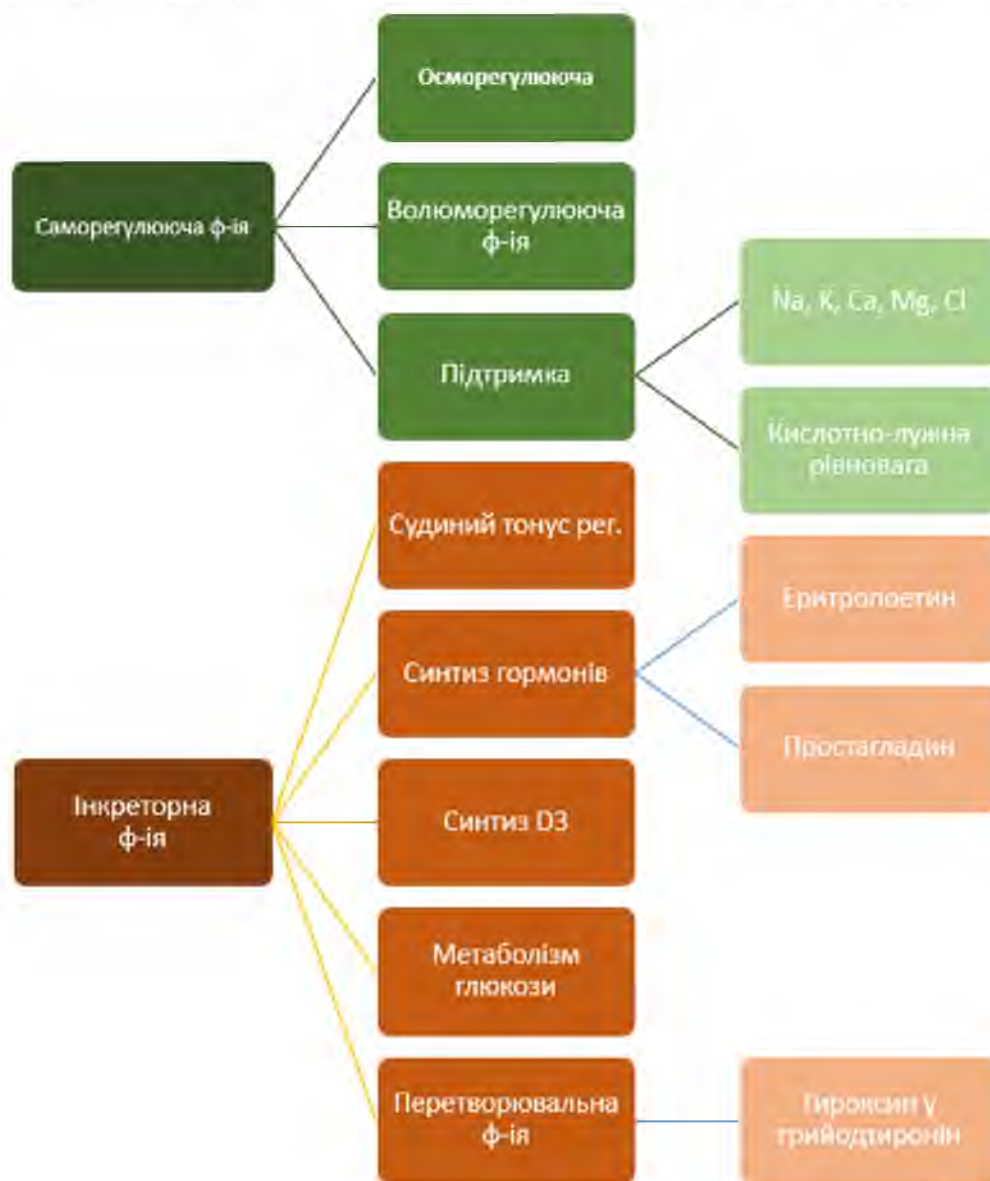 Осморегулююча
Саморегулююча ф-ія
Волюморегулююча
ф-ія
Підтримка
Na, K, Ca, Mg, Cl
Кислотно-лужна
рівновага
Судиний тонус рег.
Синтиз гормонів
Еритропоетин
Простагладин
Інкреторна
ф-ія
Синтиз D3
Метаболізм
глюкози
Перетворювальна
ф-ія
Тироксин у
трийодтиронін